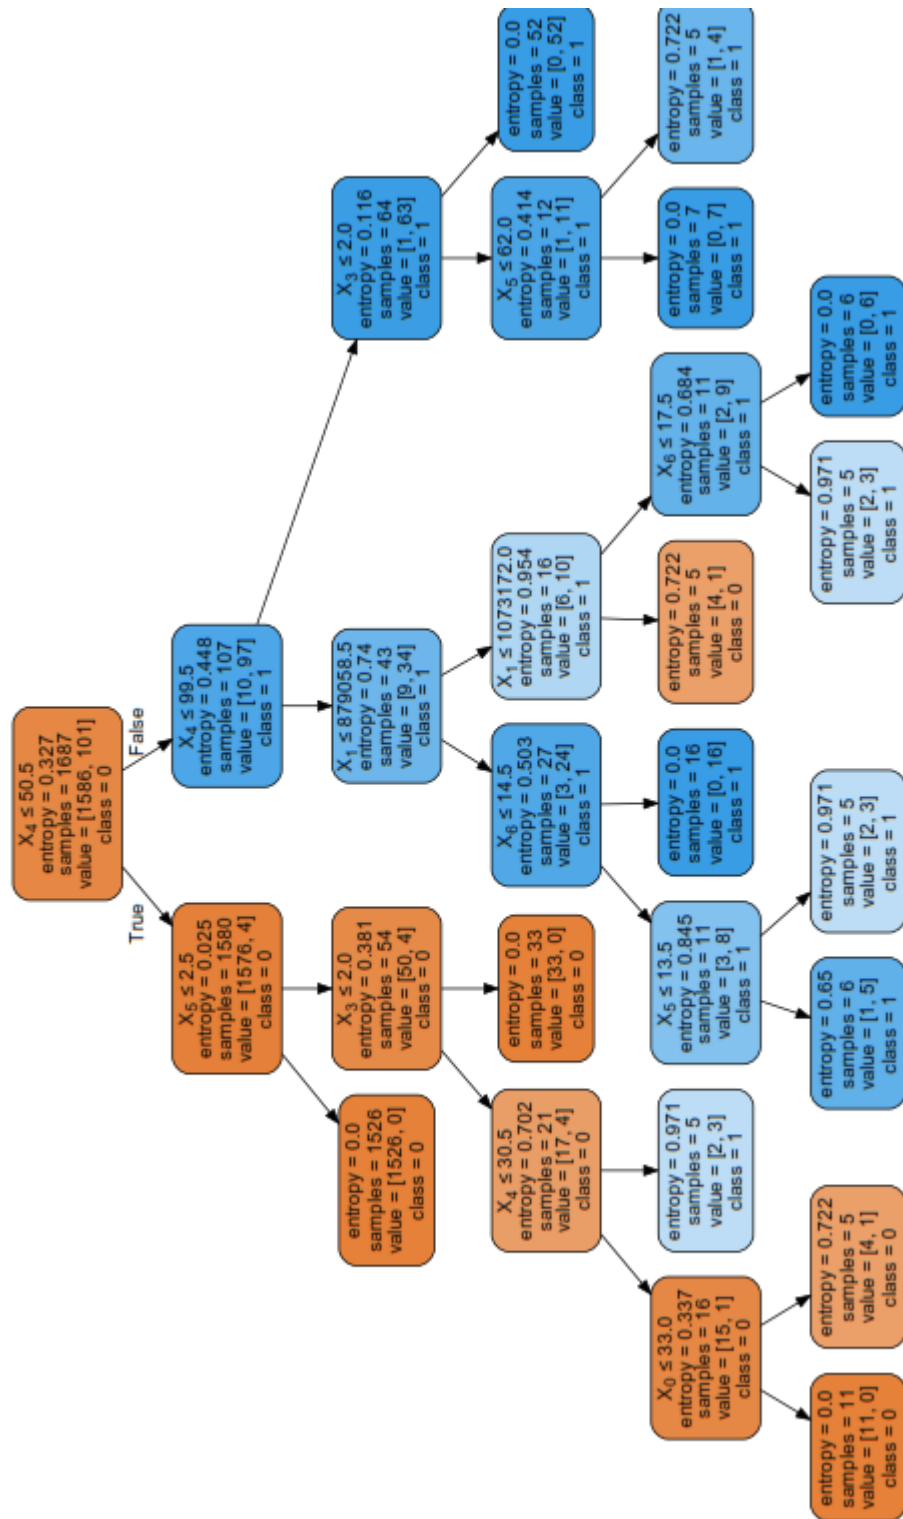 X₄ ≤ 50.5
entropy = 0.327
samples = 1687
value = [1586, 101]
class = 0
True
False
X₅ ≤ 2.5
entropy = 0.025
samples = 1580
value = [1576, 4]
class = 0
X₄ ≤ 99.5
entropy = 0.448
samples = 107
value = [10, 97]
class = 1
entropy = 0.0
samples = 1526
value = [1526, 0]
class = 0
X₃ ≤ 2.0
entropy = 0.381
samples = 54
value = [50, 4]
class = 0
X₁ ≤ 879058.5
entropy = 0.74
samples = 43
value = [9, 34]
class = 1
X₃ ≤ 2.0
entropy = 0.116
samples = 64
value = [1, 63]
class = 1
X₄ ≤ 30.5
entropy = 0.702
samples = 21
value = [17, 4]
class = 0
entropy = 0.0
samples = 33
value = [33, 0]
class = 0
X₆ ≤ 14.5
entropy = 0.503
samples = 27
value = [3, 24]
class = 1
X₁ ≤ 1073172.0
entropy = 0.954
samples = 16
value = [6, 10]
class = 1
X₅ ≤ 62.0
entropy = 0.414
samples = 12
value = [1, 11]
class = 1
entropy = 0.0
samples = 52
value = [0, 52]
class = 1
X₀ ≤ 33.0
entropy = 0.337
samples = 16
value = [15, 1]
class = 0
entropy = 0.971
samples = 5
value = [2, 3]
class = 1
X₅ ≤ 13.5
entropy = 0.845
samples = 11
value = [3, 8]
class = 1
entropy = 0.0
samples = 16
value = [0, 16]
class = 1
entropy = 0.722
samples = 5
value = [4, 1]
class = 0
X₆ ≤ 17.5
entropy = 0.684
samples = 11
value = [2, 9]
class = 1
entropy = 0.0
samples = 7
value = [0, 7]
class = 1
entropy = 0.722
samples = 5
value = [1, 4]
class = 1
entropy = 0.0
samples = 11
value = [11, 0]
class = 0
entropy = 0.722
samples = 5
value = [4, 1]
class = 0
entropy = 0.65
samples = 6
value = [1, 5]
class = 1
entropy = 0.971
samples = 5
value = [2, 3]
class = 1
entropy = 0.971
samples = 5
value = [2, 3]
class = 1
entropy = 0.0
samples = 6
value = [0, 6]
class = 1